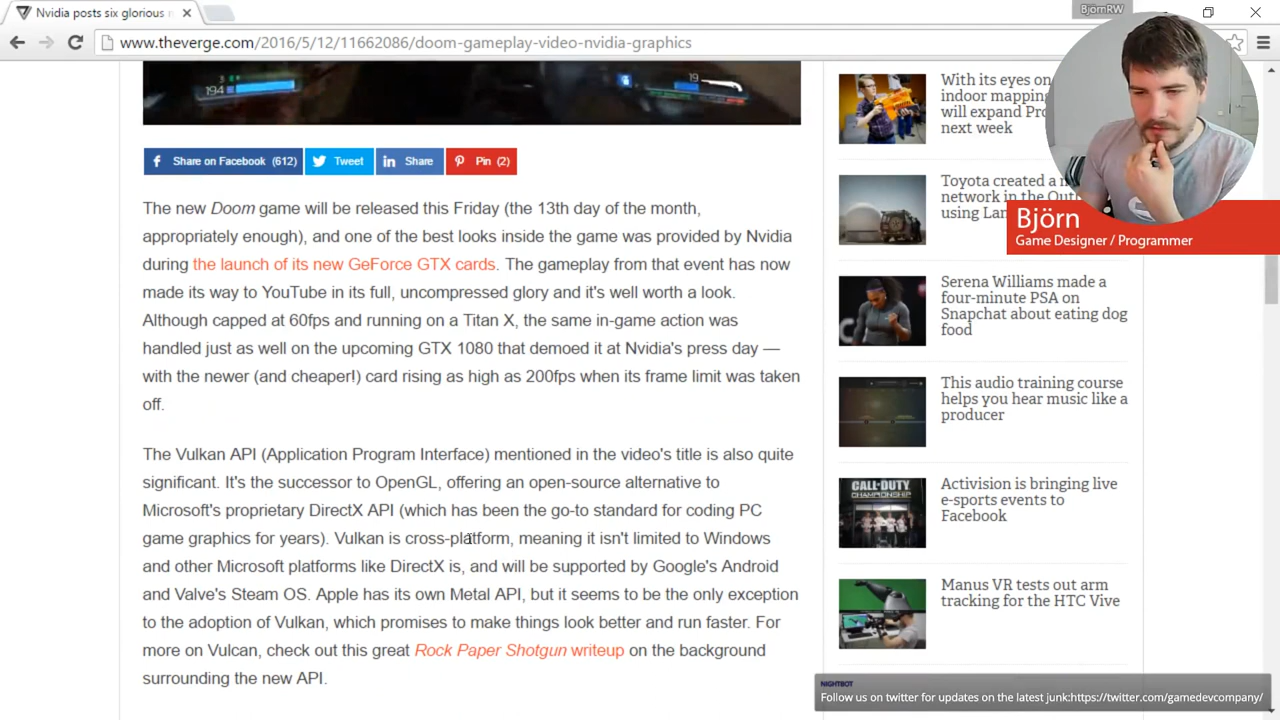 Nvidia posts six glorious
BjörnRW
www.theverge.com/2016/5/12/11662086/doom-gameplay-video-nvidia-graphics
194
19
Share on Facebook (612)
Tweet
Share
Pin (2)
The new Doom game will be released this Friday (the 13th day of the month,
appropriately enough), and one of the best looks inside the game was provided by Nvidia
during the launch of its new GeForce GTX cards. The gameplay from that event has now
made its way to YouTube in its full, uncompressed glory and it's well worth a look.
Although capped at 60fps and running on a Titan X, the same in-game action was
handled just as well on the upcoming GTX 1080 that demoed it at Nvidia's press day —
with the newer (and cheaper!) card rising as high as 200fps when its frame limit was taken
off.
The Vulkan API (Application Program Interface) mentioned in the video's title is also quite
significant. It's the successor to OpenGL, offering an open-source alternative to
Microsoft's proprietary DirectX API (which has been the go-to standard for coding PC
game graphics for years). Vulkan is cross-platform, meaning it isn't limited to Windows
and other Microsoft platforms like DirectX is, and will be supported by Google's Android
and Valve's Steam OS. Apple has its own Metal API, but it seems to be the only exception
to the adoption of Vulkan, which promises to make things look better and run faster. For
more on Vulcan, check out this great Rock Paper Shotgun writeup on the background
surrounding the new API.
With its eyes on
indoor mapping
will expand Pro
next week
Toyota created a
network in the Out
using Lan
Serena Williams made a
four-minute PSA on
Snapchat about eating dog
food
This audio training course
helps you hear music like a
producer
CALL OF DUTY
CHAMPIONSHIP
Activision is bringing live
e-sports events to
Facebook
Manus VR tests out arm
tracking for the HTC Vive
Björn
Game Designer / Programmer
NIGHTBOT
Follow us on twitter for updates on the latest junk:https://twitter.com/gamedevcompany/